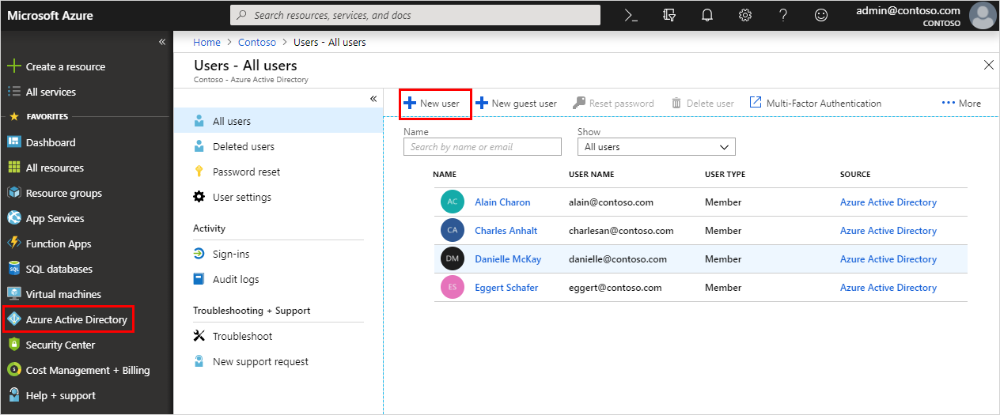 Microsoft Azure
Search resources, services, and docs
admin@contoso.com
CONTOSO
«
Create a resource
All services
FAVORITES
Dashboard
All resources
Resource groups
App Services
Function Apps
SQL
SQL databases
Virtual machines
Azure Active Directory
Security Center
Cost Management + Billing
Help + support
Home > Contoso > Users - All users
Users - All users
Contoso - Azure Active Directory
«
All users
Deleted users
Password reset
User settings
Activity
Sign-ins
Audit logs
Troubleshooting + Support
Troubleshoot
New support request
New user New guest user Reset password Delete user Multi-Factor Authentication ••• More
Name Show
Search by name or email All users
NAME USER NAME USER TYPE SOURCE
AC Alain Charon alain@contoso.com Member Azure Active Directory
CA Charles Anhalt charlesan@contoso.com Member Azure Active Directory
DM Danielle McKay danielle@contoso.com Member Azure Active Directory
ES Eggert Schafer eggert@contoso.com Member Azure Active Directory